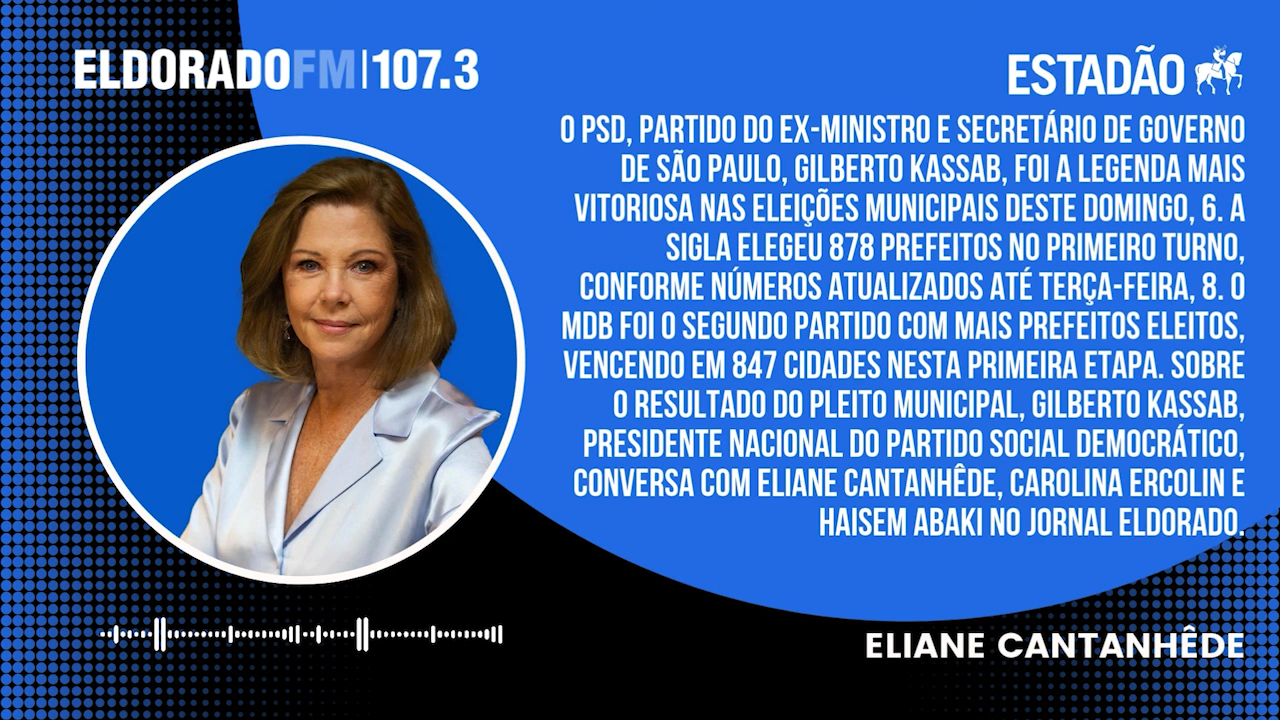 ELDORADOFM|107.3
ESTADÃO
O PSD, PARTIDO DO EX-MINISTRO E SECRETÁRIO DE GOVERNO
DE SÃO PAULO, GILBERTO KASSAB, FOI A LEGENDA MAIS
VITORIOSA NAS ELEIÇÕES MUNICIPAIS DESTE DOMINGO, 6. A
SIGLA ELEGEU 878 PREFEITOS NO PRIMEIRO TURNO,
CONFORME NÚMEROS ATUALIZADOS ATÉ TERÇA-FEIRA, 8. O
MDB FOI O SEGUNDO PARTIDO COM MAIS PREFEITOS ELEITOS,
VENCENDO EM 847 CIDADES NESTA PRIMEIRA ETAPA. SOBRE
O RESULTADO DO PLEITO MUNICIPAL, GILBERTO KASSAB,
PRESIDENTE NACIONAL DO PARTIDO SOCIAL DEMOCRÁTICO,
CONVERSA COM ELIANE CANTANHÊDE, CAROLINA ERCOLIN E
HAISEM ABAKI NO JORNAL ELDORADO.
ELIANE CANTANHÊDE